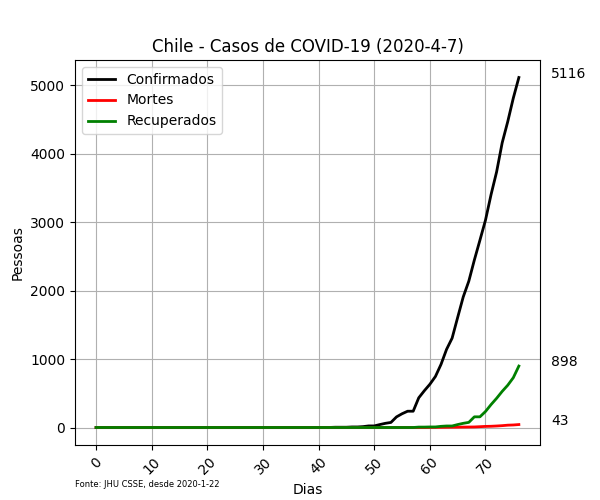 Chile - Casos de COVID-19 (2020-4-7)
Confirmados
Mortes
Recuperados
5116
898
43
5000
4000
3000
2000
1000
0
Pessoas
0
10
20
30
40
50
60
70
Dias
Fonte: JHU CSSE, desde 2020-1-22